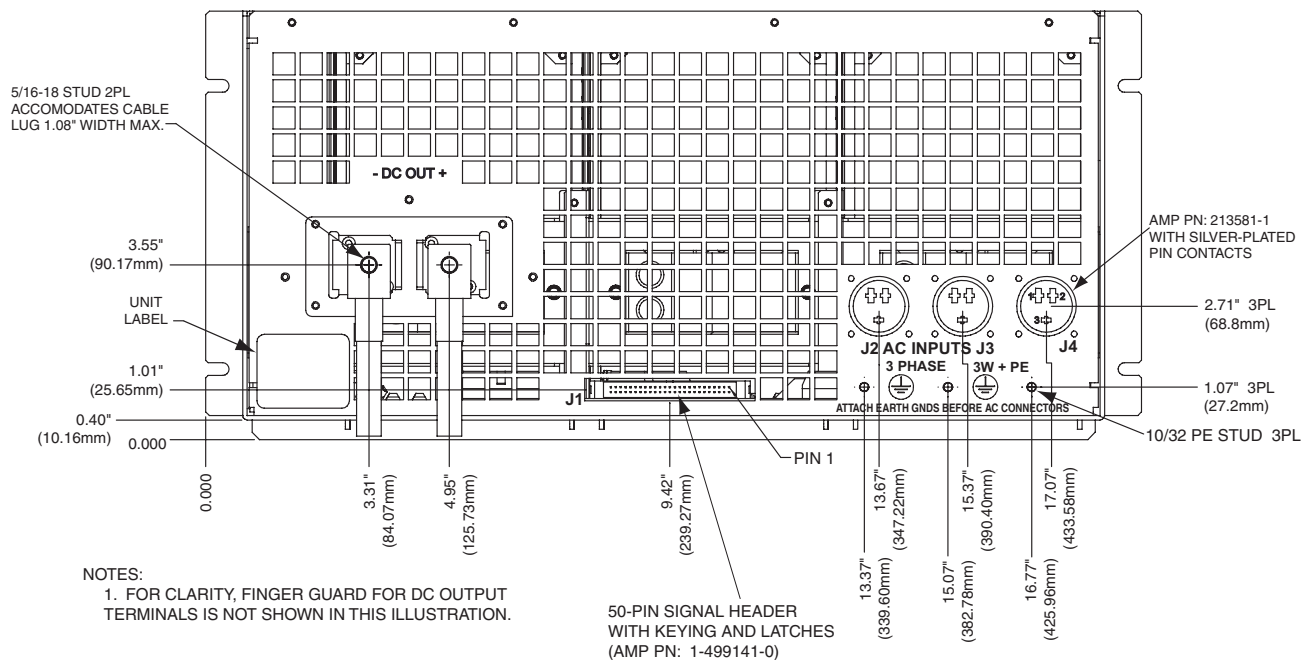 5/16-18 STUD 2PL
ACCOMODATES CABLE
LUG 1.08" WIDTH MAX.
- DC OUT +
3.55"
(90.17mm)
UNIT
LABEL
1.01"
(25.65mm)
0.40"
(10.16mm)
0.000
0.000
3.31"
(84.07mm)
4.95"
(125.73mm)
J1
9.42"
(239.27mm)
PIN 1
50-PIN SIGNAL HEADER
WITH KEYING AND LATCHES
(AMP PN: 1-499141-0)
AMP PN: 213581-1
WITH SILVER-PLATED
PIN CONTACTS
1 2
3
2.71" 3PL
(68.8mm)
J2 AC INPUTS J3
J4
3 PHASE
3W + PE
1.07" 3PL
(27.2mm)
ATTACH EARTH GNDS BEFORE AC CONNECTORS
10/32 PE STUD 3PL
13.67"
(347.22mm)
15.37"
(390.40mm)
17.07"
(433.58mm)
13.37"
(339.60mm)
15.07"
(382.78mm)
16.77"
(425.96mm)
NOTES:
1. FOR CLARITY, FINGER GUARD FOR DC OUTPUT
TERMINALS IS NOT SHOWN IN THIS ILLUSTRATION.